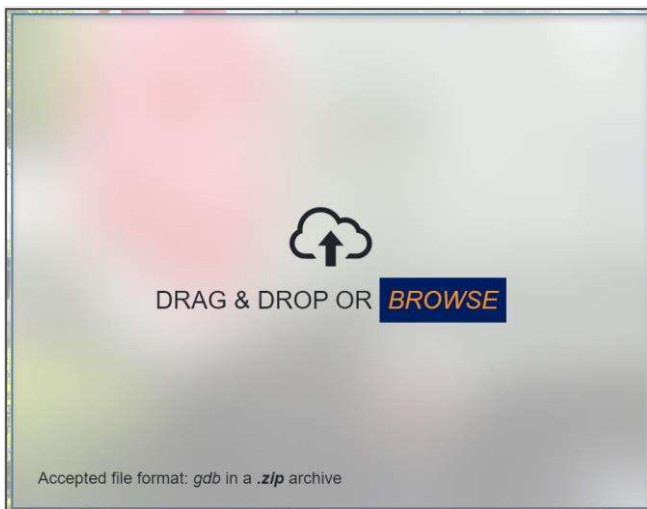 DRAG & DROP OR BROWSE
Accepted file format: gdb in a .zip archive